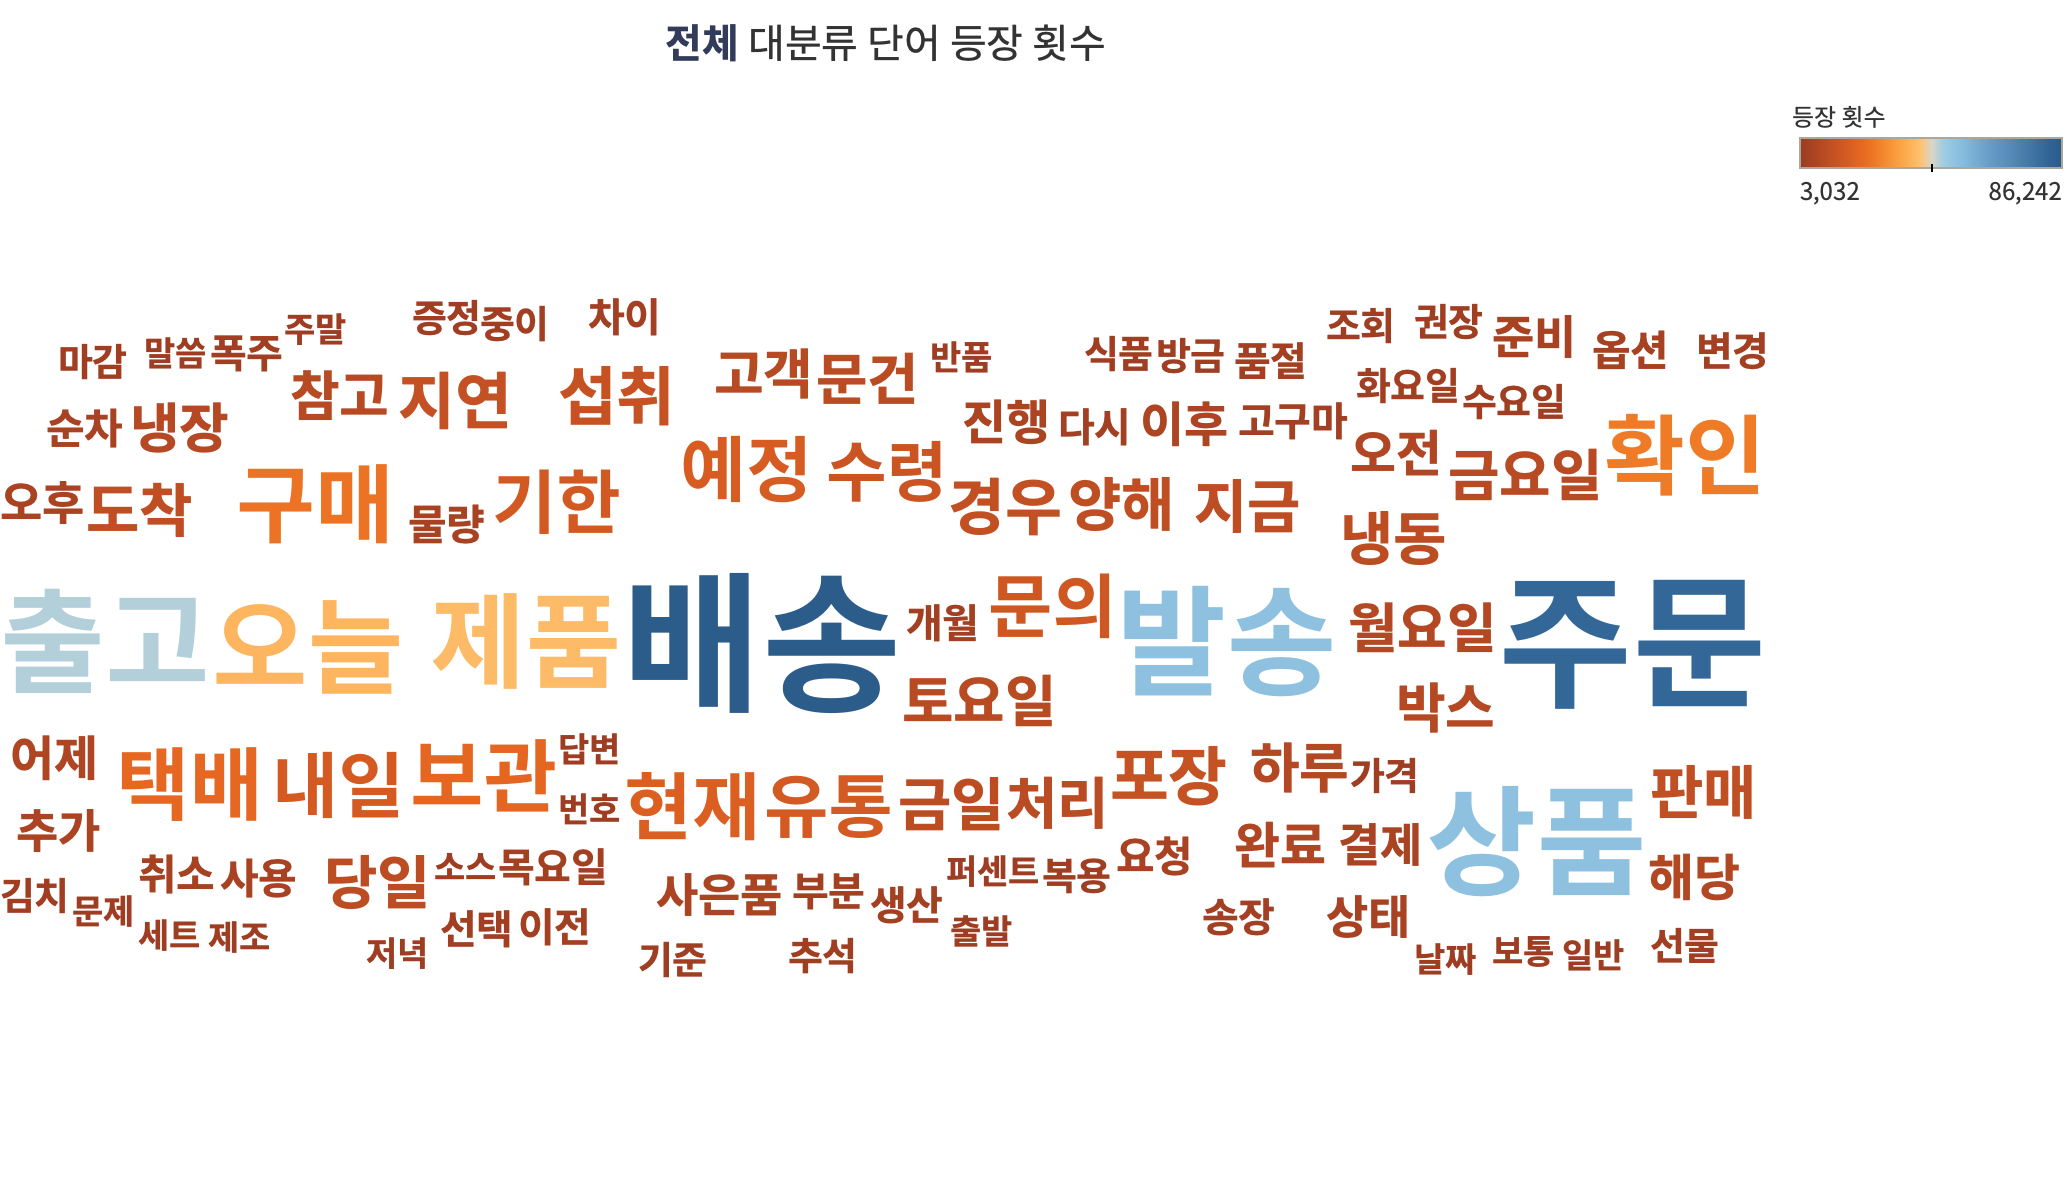 전체 대분류 단어 등장 횟수
등장 횟수
3,032 86,242
증정 중이 차이
조회 권장 준비 옵션 변경
마감 말씀 폭주 주말
고객 문건 반품 식품 방금 품절
참고 지연 섭취
화요일 수요일
순차 냉장
진행 다시 이후 고구마 오전 금요일 확인
예정 수령
오후 도착 구매 물량 기한
경우 양해 지금 냉동
출고 오늘 제품 배송 개월 문의 발송 월요일 주문
토요일 박스
어제 택배 내일 보관 답변
번호 현재 유통 금일 처리 포장 하루 가격 상품 판매
추가
취소 사용 당일 소스 목요일
퍼센트 복용 요청 완료 결제 해당
김치 문제 사은품 부분 생산
세트 제조 저녁 선택 이전
출발 송장 상태
기준 추석
날짜 보통 일반 선물